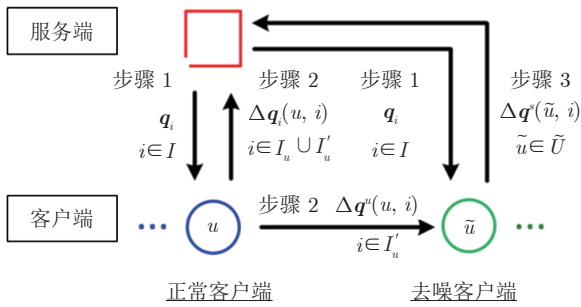 服务端
步骤 1
q_i
i∈I
步骤 2
Δq_i(u, i)
i∈I_u ∪ I'_u
步骤 1
q_i
i∈I
步骤 3
Δq^s(ũ, i)
ũ∈Ũ
客户端
u
步骤 2 Δq^u(u, i)
i∈I'_u
ũ
正常客户端
去噪客户端